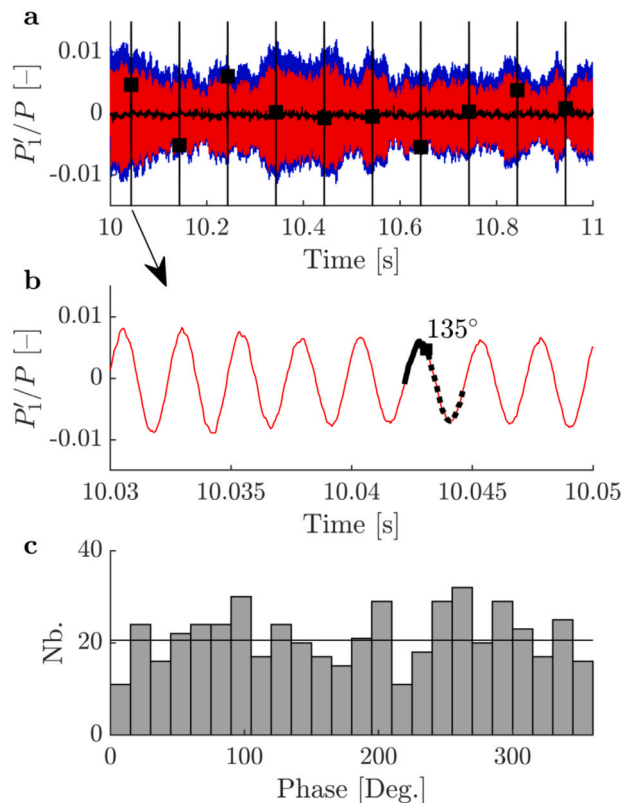 a
0.01
0
-0.01
P′₁/P [–]
10 10.2 10.4 10.6 10.8 11
Time [s]
b
0.01
0
-0.01
P′₁/P [–]
135°
10.03 10.035 10.04 10.045 10.05
Time [s]
c
40
20
0
Nb.
0 100 200 300
Phase [Deg.]